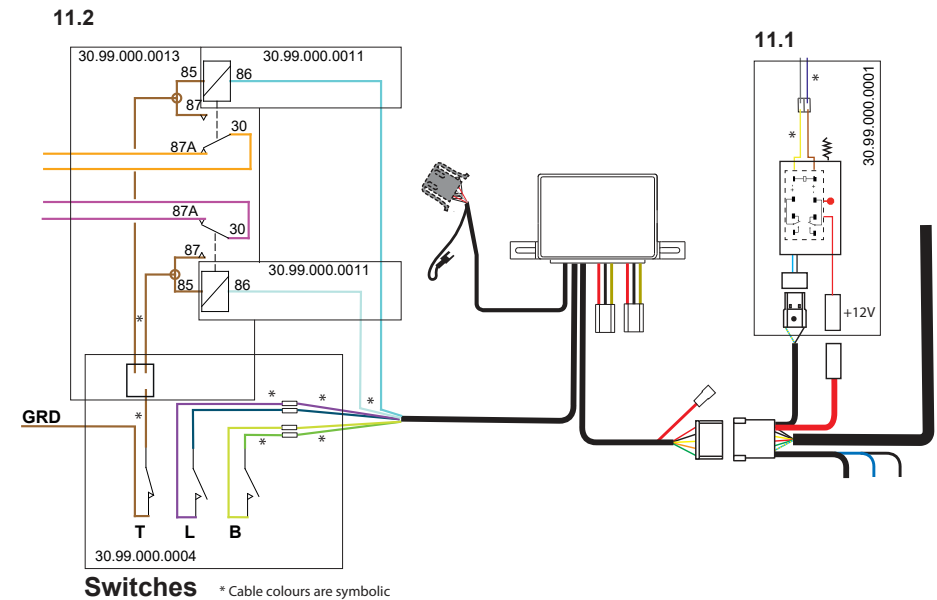 11.2
30.99.000.0013
30.99.000.0011
85
86
87
30
87A
87A
30
87
30.99.000.0011
85
86
*
*
GRD
*
*
*
*
*
T
L
B
30.99.000.0004
Switches
* Cable colours are symbolic
11.1
*
30.99.000.0001
*
+12V